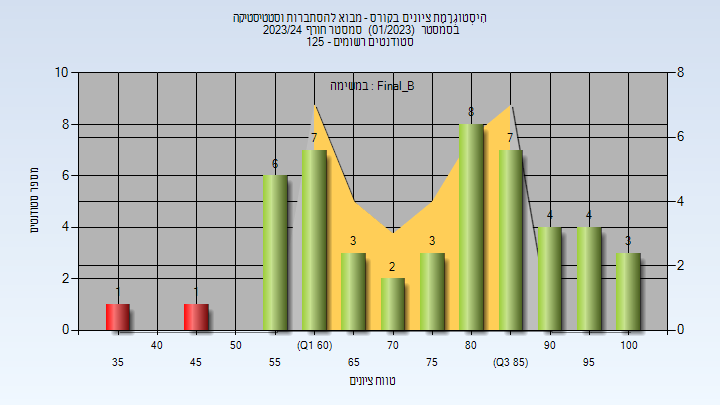 היסטוגרמת ציונים בקורס - מבוא להסתברות וסטטיסטיקה
בסמסטר (01/2023) סמסטר חורף 2023/24
סטודנטים רשומים - 125
במשימה : Final_B
מספר סטודנטים
10 8 6 4 2 0
8 6 4 2 0
1 1 6 7 3 2 3 8 7 4 4 3
40 50 (Q1 60) 70 80 90 100
35 45 55 65 75 (Q3 85) 95
טווח ציונים